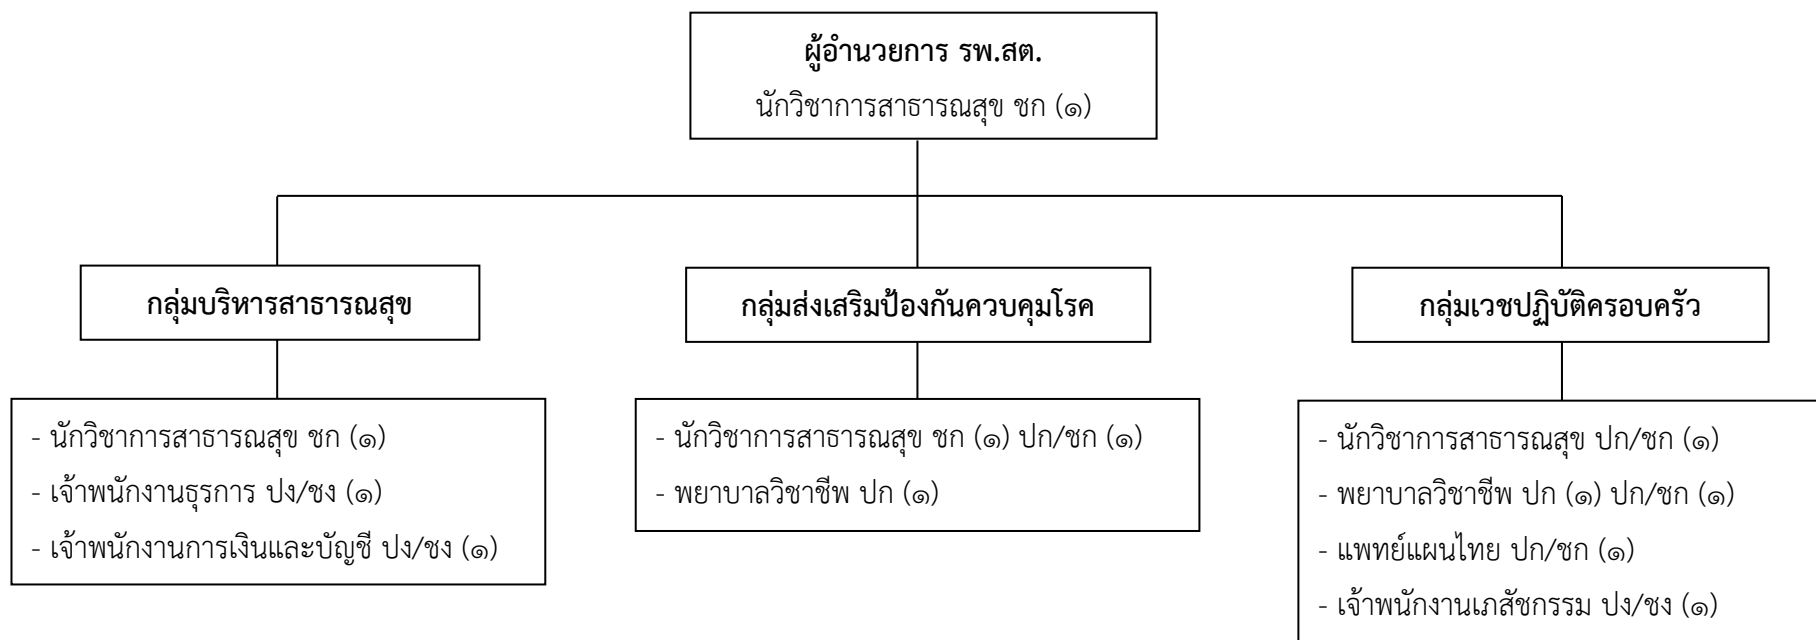 ผู้อำนวยการ รพ.สต.
นักวิชาการสาธารณสุข ชก (๑)
กลุ่มบริหารสาธารณสุข
กลุ่มส่งเสริมป้องกันควบคุมโรค
กลุ่มเวชปฏิบัติครอบครัว
- นักวิชาการสาธารณสุข ชก (๑)
- เจ้าพนักงานธุรการ ปง/ชง (๑)
- เจ้าพนักงานการเงินและบัญชี ปง/ชง (๑)
- นักวิชาการสาธารณสุข ชก (๑) ปก/ชก (๑)
- พยาบาลวิชาชีพ ปก (๑)
- นักวิชาการสาธารณสุข ปก/ชก (๑)
- พยาบาลวิชาชีพ ปก (๑) ปก/ชก (๑)
- แพทย์แผนไทย ปก/ชก (๑)
- เจ้าพนักงานเภสัชกรรม ปง/ชง (๑)